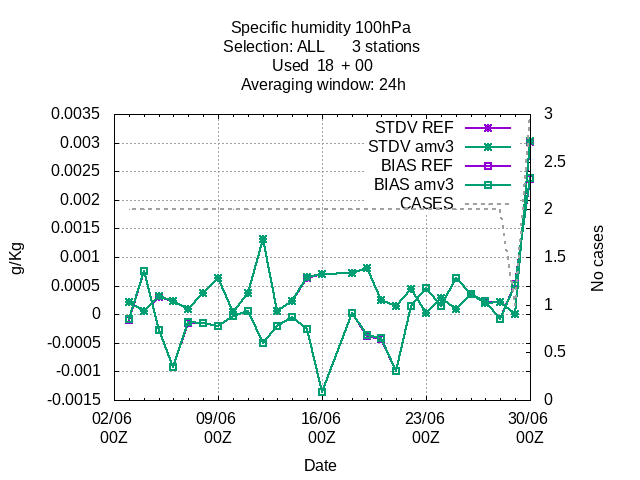 Specific humidity 100hPa
Selection: ALL 3 stations
Used 18 + 00
Averaging window: 24h
0.0035
0.003
0.0025
0.002
0.0015
0.001
0.0005
0
-0.0005
-0.001
-0.0015
g/Kg
STDV REF
STDV amv3
BIAS REF
BIAS amv3
CASES
3
2.5
2
1.5
1
0.5
0
No cases
02/06 09/06 16/06 23/06 30/06
00Z 00Z 00Z 00Z 00Z
Date